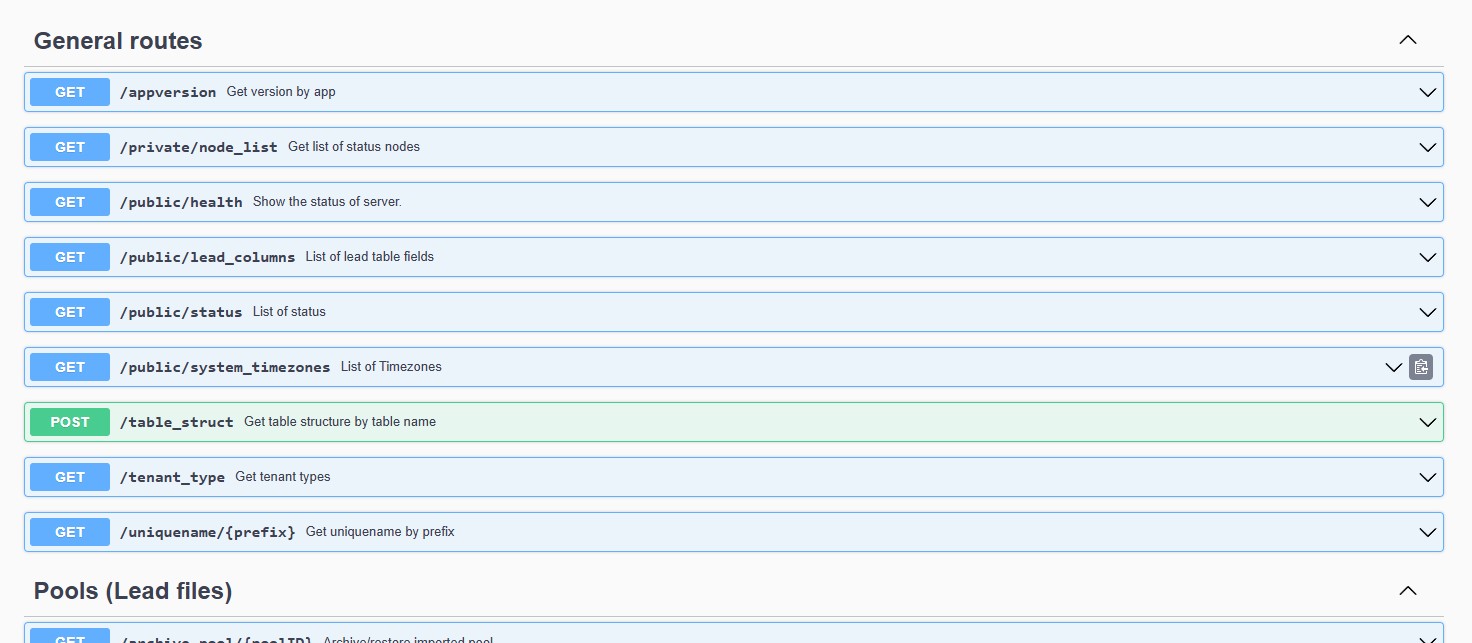 General routes
GET /appversion Get version by app
GET /private/node_list Get list of status nodes
GET /public/health Show the status of server.
GET /public/lead_columns List of lead table fields
GET /public/status List of status
GET /public/system_timezones List of Timezones
POST /table_struct Get table structure by table name
GET /tenant_type Get tenant types
GET /uniquename/{prefix} Get uniquename by prefix
Pools (Lead files)
GET /archive_pool/{poolID} Archive/restore imported pool